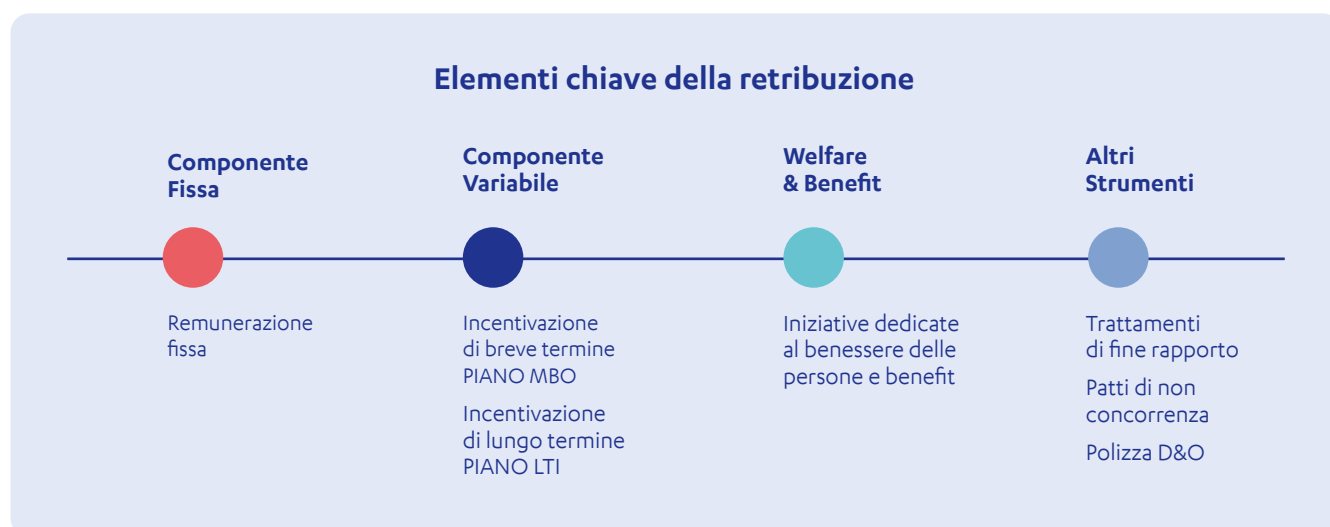 Elementi chiave della retribuzione
Componente
Fissa
Remunerazione
fissa
Componente
Variabile
Incentivazione
di breve termine
PIANO MBO
Incentivazione
di lungo termine
PIANO LTI
Welfare
& Benefit
Iniziative dedicate
al benessere delle
persone e benefit
Altri
Strumenti
Trattamenti
di fine rapporto
Patti di non
concorrenza
Polizza D&O